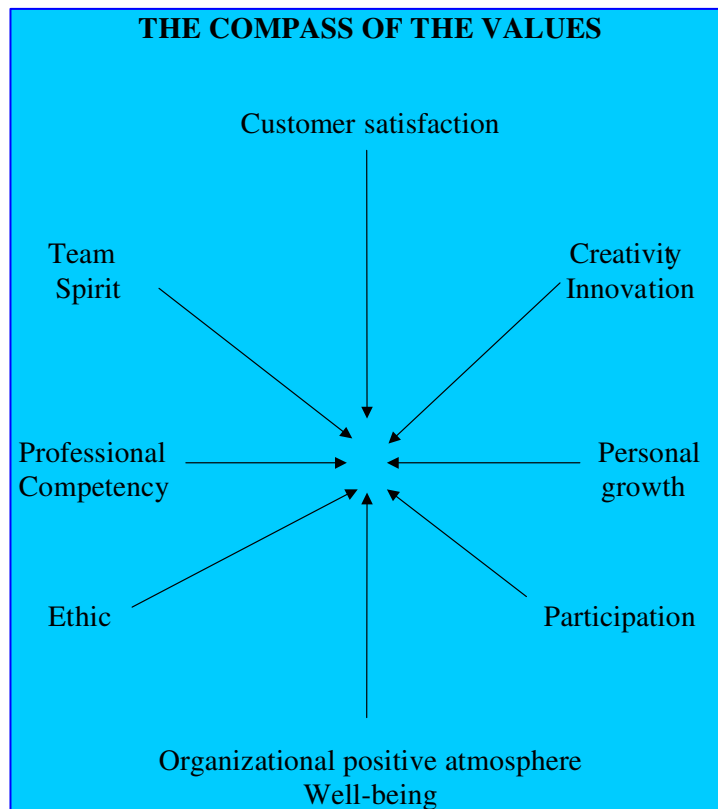 THE COMPASS OF THE VALUES
Customer satisfaction
Team
Spirit
Creativity
Innovation
Professional
Competency
Personal
growth
Ethic
Participation
Organizational positive atmosphere
Well-being